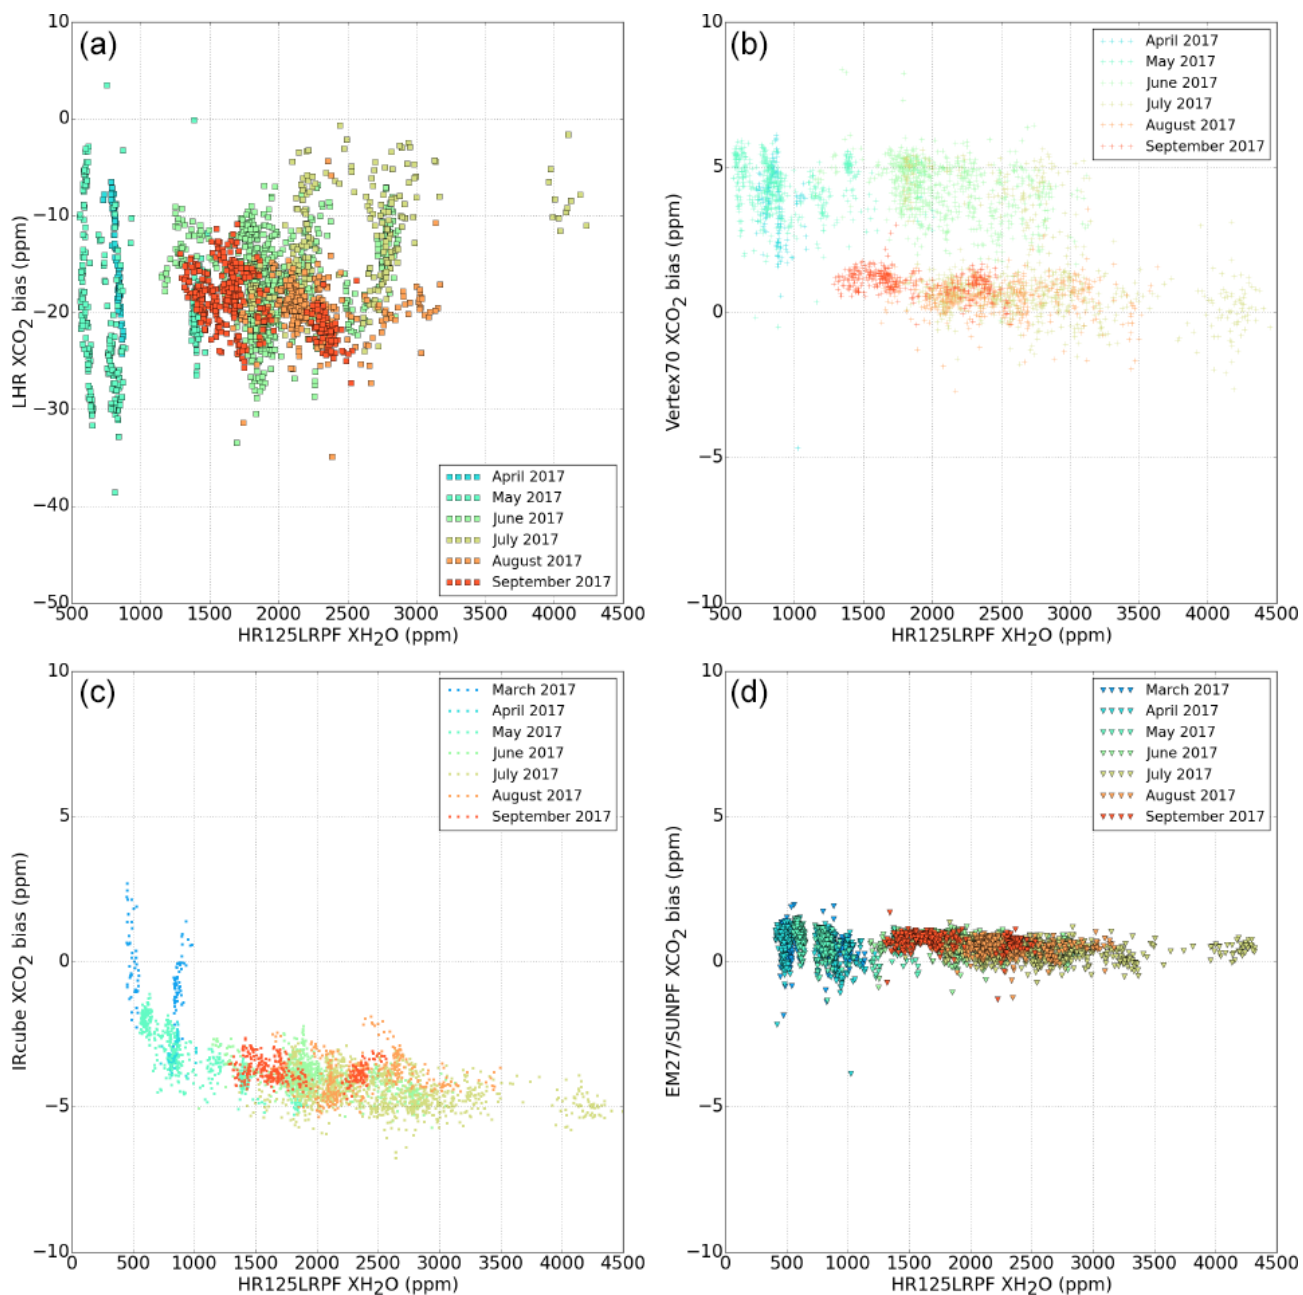 (a)
10
0
−10
−20
−30
−40
−50
LHR XCO2 bias (ppm)
April 2017
May 2017
June 2017
July 2017
August 2017
September 2017
500 1000 1500 2000 2500 3000 3500 4000 4500
HR125LRPF XH2O (ppm)
(b)
10
5
0
−5
−10
Vertex70 XCO2 bias (ppm)
April 2017
May 2017
June 2017
July 2017
August 2017
September 2017
500 1000 1500 2000 2500 3000 3500 4000 4500
HR125LRPF XH2O (ppm)
(c)
10
5
0
−5
−10
IRcube XCO2 bias (ppm)
March 2017
April 2017
May 2017
June 2017
July 2017
August 2017
September 2017
0 500 1000 1500 2000 2500 3000 3500 4000 4500
HR125LRPF XH2O (ppm)
(d)
10
5
0
−5
−10
EM27/SUNPF XCO2 bias (ppm)
March 2017
April 2017
May 2017
June 2017
July 2017
August 2017
September 2017
0 500 1000 1500 2000 2500 3000 3500 4000 4500
HR125LRPF XH2O (ppm)